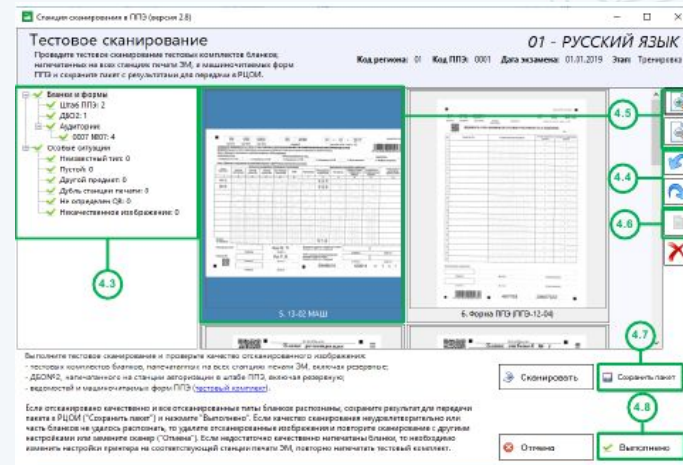 Станция сканирования в ППЭ (версия 2.8)
Тестовое сканирование
Проведите тестовое сканирование тестовых комплектов бланков,
напечатанных на всех станциях печати ЭМ, и машиночитаемых форм
ППЭ и сохраните пакет с результатами для передачи в РЦОИ.
01 - РУССКИЙ ЯЗЫК
Код региона: 01 Код ППЭ: 0001 Дата экзамена: 01.01.2019 Этап: Тренировка
Бланки и формы
Штаб ППЭ: 2
ДБО2: 1
Аудитории
0007 №07: 4
Особые ситуации
Неизвестный тип: 0
Пустой: 0
Другой предмет: 0
Дубль станции печати: 0
Не определен QR: 0
Некачественное изображение: 0
4.3
5. 13-02 МАШ
6. Форма ППЭ (ППЭ-12-04)
4.5
4.4
4.6
4.7
4.8
Выполните тестовое сканирование и проверьте качество отсканированного изображения:
- тестовых комплектов бланков, напечатанных на всех станциях печати ЭМ, включая резервные;
- ДБО№2, напечатанного на станции авторизации в штабе ППЭ, включая резервную;
- ведомостей и машиночитаемых форм ППЭ (тестовый комплект).
Если отсканировано качественно и все отсканированные типы бланков распознаны, сохраните результат для передачи
пакета в РЦОИ ("Сохранить пакет") и нажмите "Выполнено". Если качество сканирования неудовлетворительно или
часть бланков не удалось распознать, то удалите отсканированные изображения и повторите сканирование с другими
настройками или замените сканер ("Отмена"). Если недостаточно качественно напечатаны бланки, то необходимо
изменить настройки принтера на соответствующей станции печати ЭМ, повторно напечатать тестовый комплект.
Сканировать
Сохранить пакет
Отмена
Выполнено